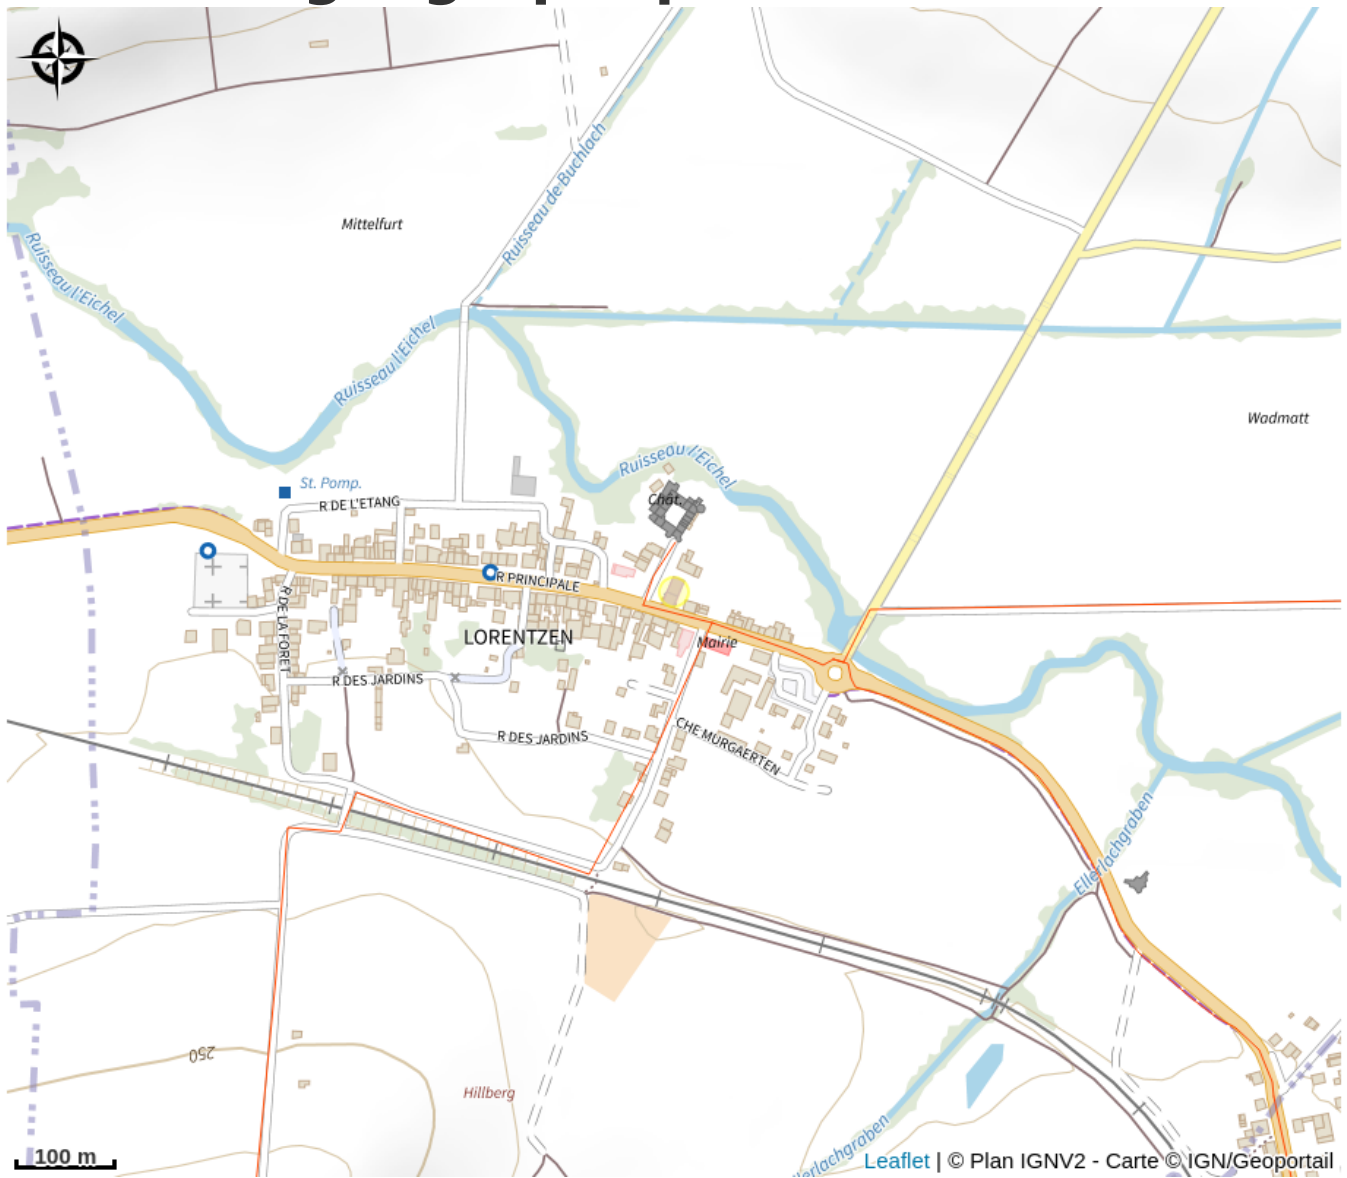 Mittelfurt
Ruisseau de Buchlach
Ruisseau l'Eichel
Ruisseau l'Eichel
Wadmatt
Ruisseau l'Eichel
St. Pomp.
Chât.
R DE L'ETANG
R PRINCIPALE
R DE LA FORET
LORENTZEN
Mairie
R DES JARDINS
CHE MURGAERTEN
R DES JARDINS
Ellerlachgraben
250
Hillberg
100 m
llerlachgraben
Leaflet | © Plan IGNV2 - Carte © IGN/Geoportail